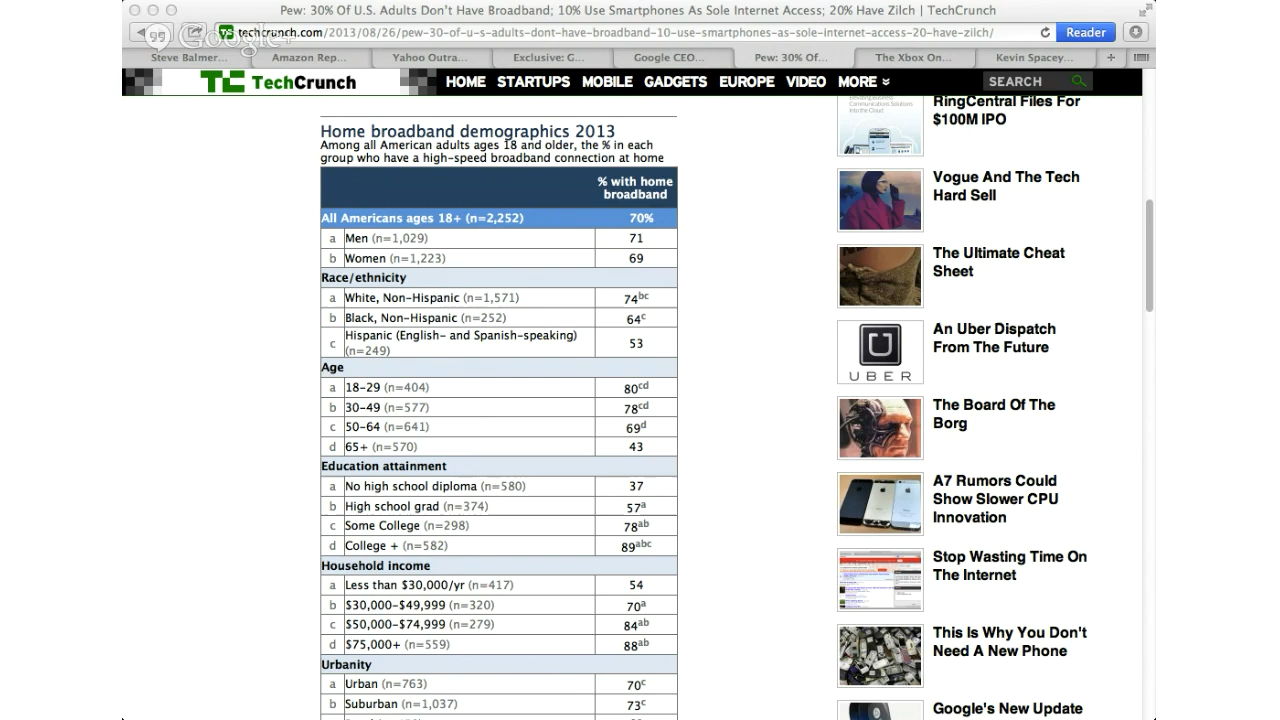 Pew: 30% Of U.S. Adults Don't Have Broadband; 10% Use Smartphones As Sole Internet Access; 20% Have Zilch | TechCrunch
Google+
techcrunch.com/2013/08/26/pew-30-of-u-s-adults-dont-have-broadband-10-use-smartphones-as-sole-internet-access-20-have-zilch/
Reader
Steve Balmer... Amazon Rep... Yahoo Outra... Exclusive: G... Google CEO... Pew: 30% Of... The Xbox On... Kevin Spacey...
TechCrunch HOME STARTUPS MOBILE GADGETS EUROPE VIDEO MORE SEARCH
Home broadband demographics 2013
Among all American adults ages 18 and older, the % in each
group who have a high-speed broadband connection at home
% with home
broadband
All Americans ages 18+ (n=2,252) 70%
a Men (n=1,029) 71
b Women (n=1,223) 69
Race/ethnicity
a White, Non-Hispanic (n=1,571) 74bc
b Black, Non-Hispanic (n=252) 64c
c Hispanic (English- and Spanish-speaking)
(n=249) 53
Age
a 18-29 (n=404) 80cd
b 30-49 (n=577) 78cd
c 50-64 (n=641) 69d
d 65+ (n=570) 43
Education attainment
a No high school diploma (n=580) 37
b High school grad (n=374) 57a
c Some College (n=298) 78ab
d College + (n=582) 89abc
Household income
a Less than $30,000/yr (n=417) 54
b $30,000-$49,999 (n=320) 70a
c $50,000-$74,999 (n=279) 84ab
d $75,000+ (n=559) 88ab
Urbanity
a Urban (n=763) 70c
b Suburban (n=1,037) 73c
RingCentral Files For
$100M IPO
Vogue And The Tech
Hard Sell
The Ultimate Cheat
Sheet
An Uber Dispatch
From The Future
UBER
The Board Of The
Borg
A7 Rumors Could
Show Slower CPU
Innovation
Stop Wasting Time On
The Internet
This Is Why You Don't
Need A New Phone
Google's New Update